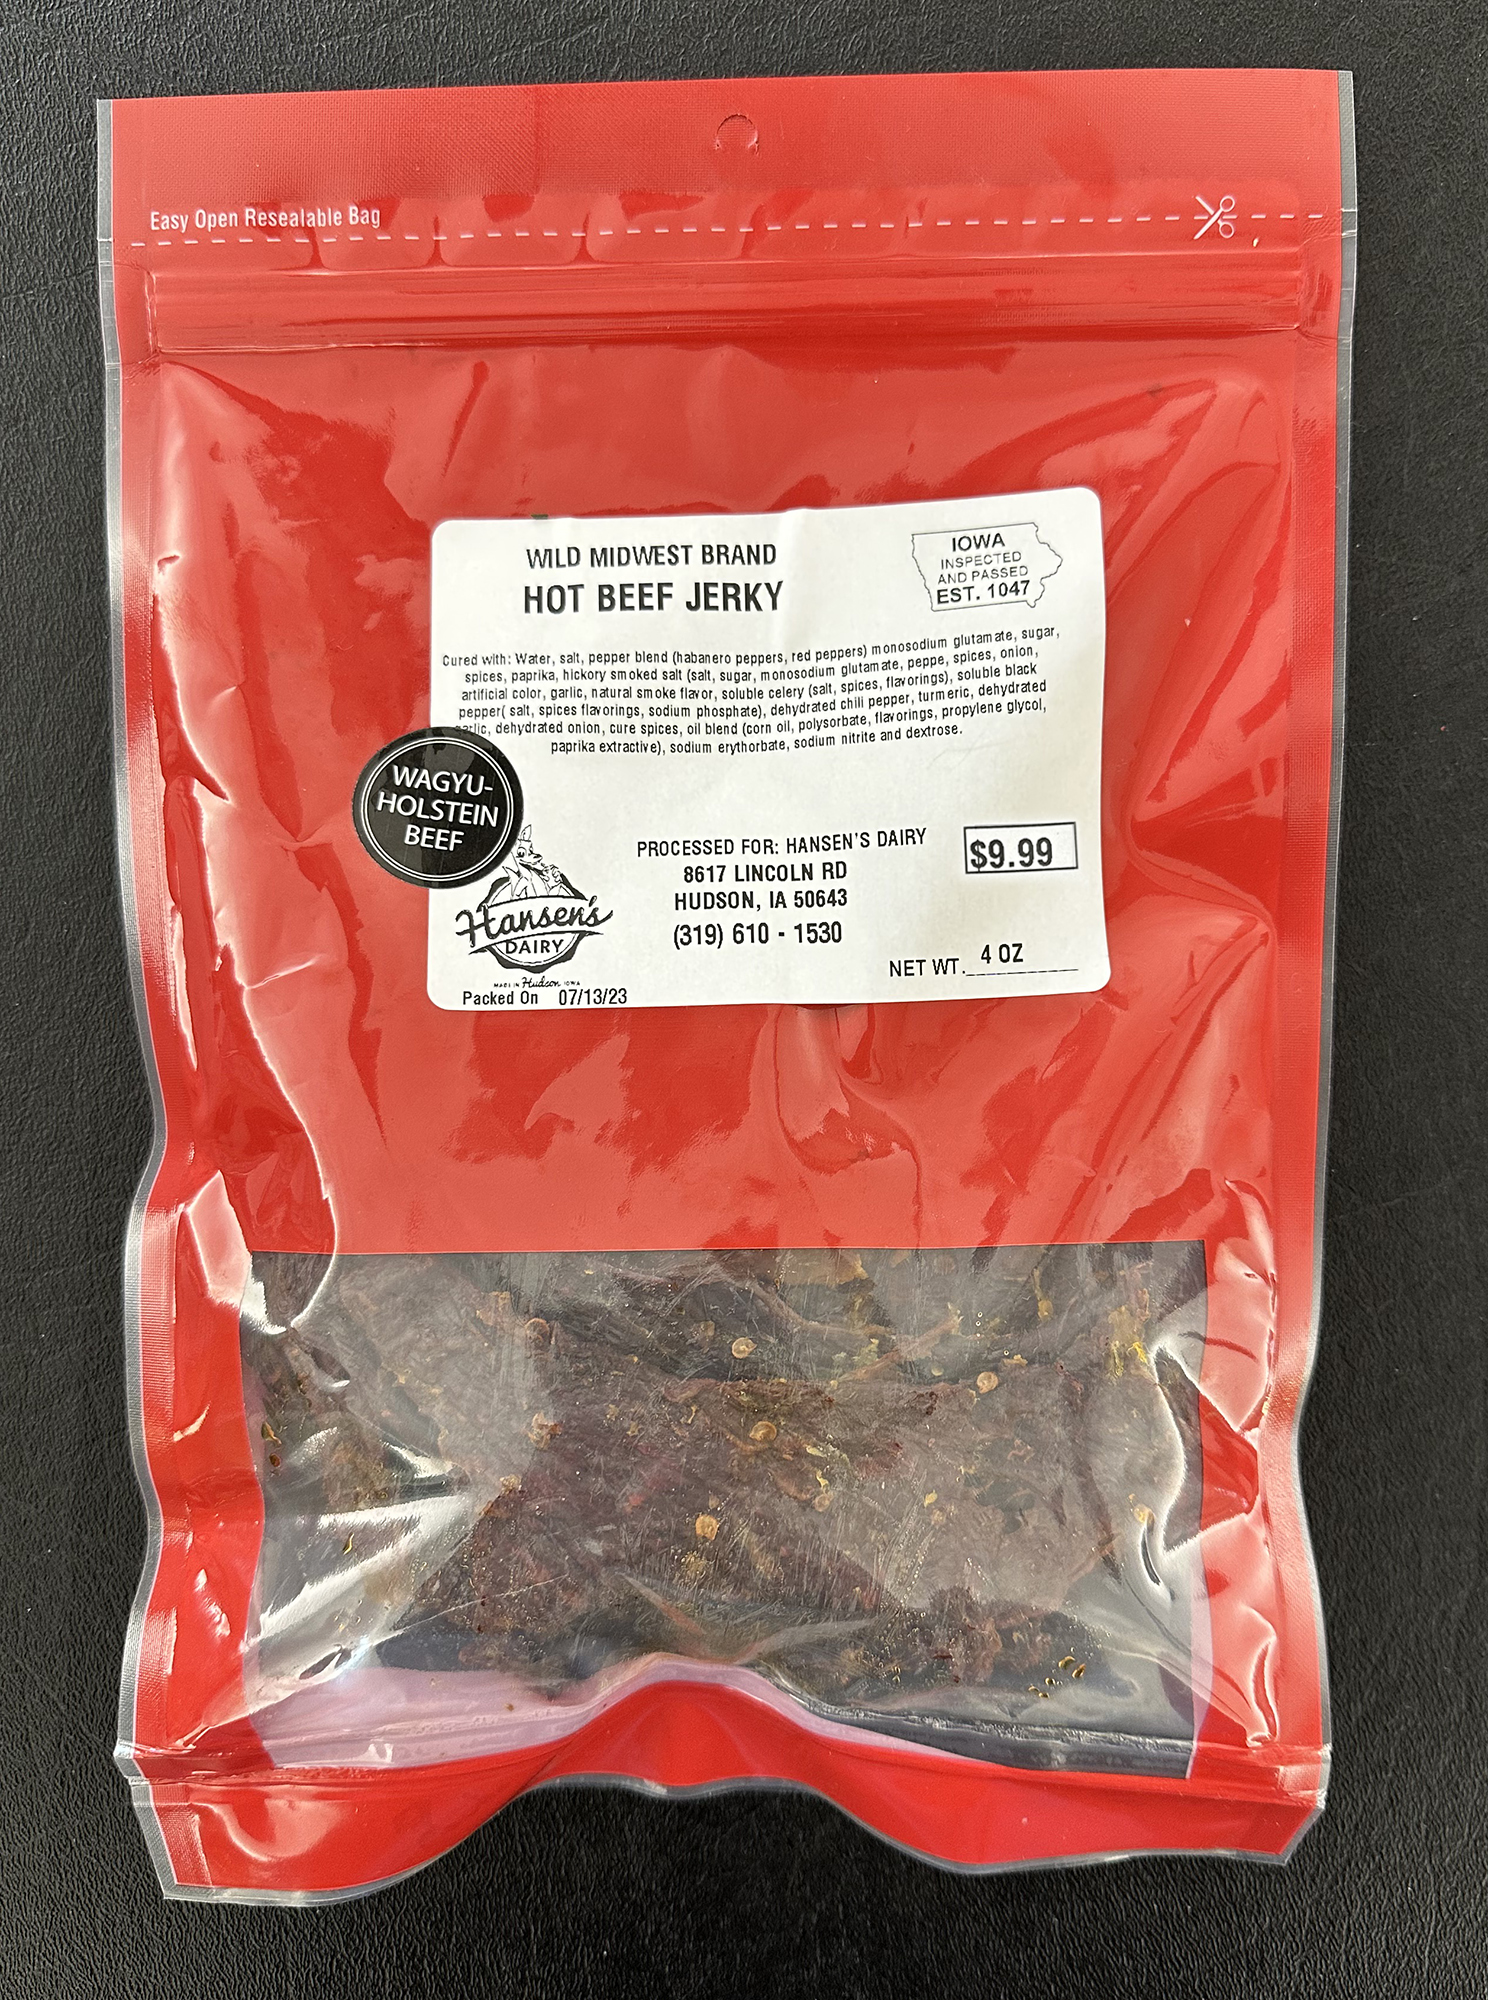 Easy Open Resealable Bag
WILD MIDWEST BRAND
HOT BEEF JERKY
IOWA
INSPECTED
AND PASSED
EST. 1047
Cured with: Water, salt, pepper blend (habanero peppers, red peppers) monosodium glutamate, sugar,
spices, paprika, hickory smoked salt (salt, sugar, monosodium glutamate, peppe, spices, onion,
artificial color, garlic, natural smoke flavor, soluble celery (salt, spices, flavorings), soluble black
pepper( salt, spices flavorings, sodium phosphate), dehydrated chili pepper, turmeric, dehydrated
garlic, dehydrated onion, cure spices, oil blend (corn oil, polysorbate, flavorings, propylene glycol,
paprika extractive), sodium erythorbate, sodium nitrite and dextrose.
WAGYU-
HOLSTEIN
BEEF
Hansen's
DAIRY
MADE IN Hudson IOWA
PROCESSED FOR: HANSEN'S DAIRY
8617 LINCOLN RD
HUDSON, IA 50643
(319) 610 - 1530
$9.99
NET WT. 4 OZ
Packed On 07/13/23